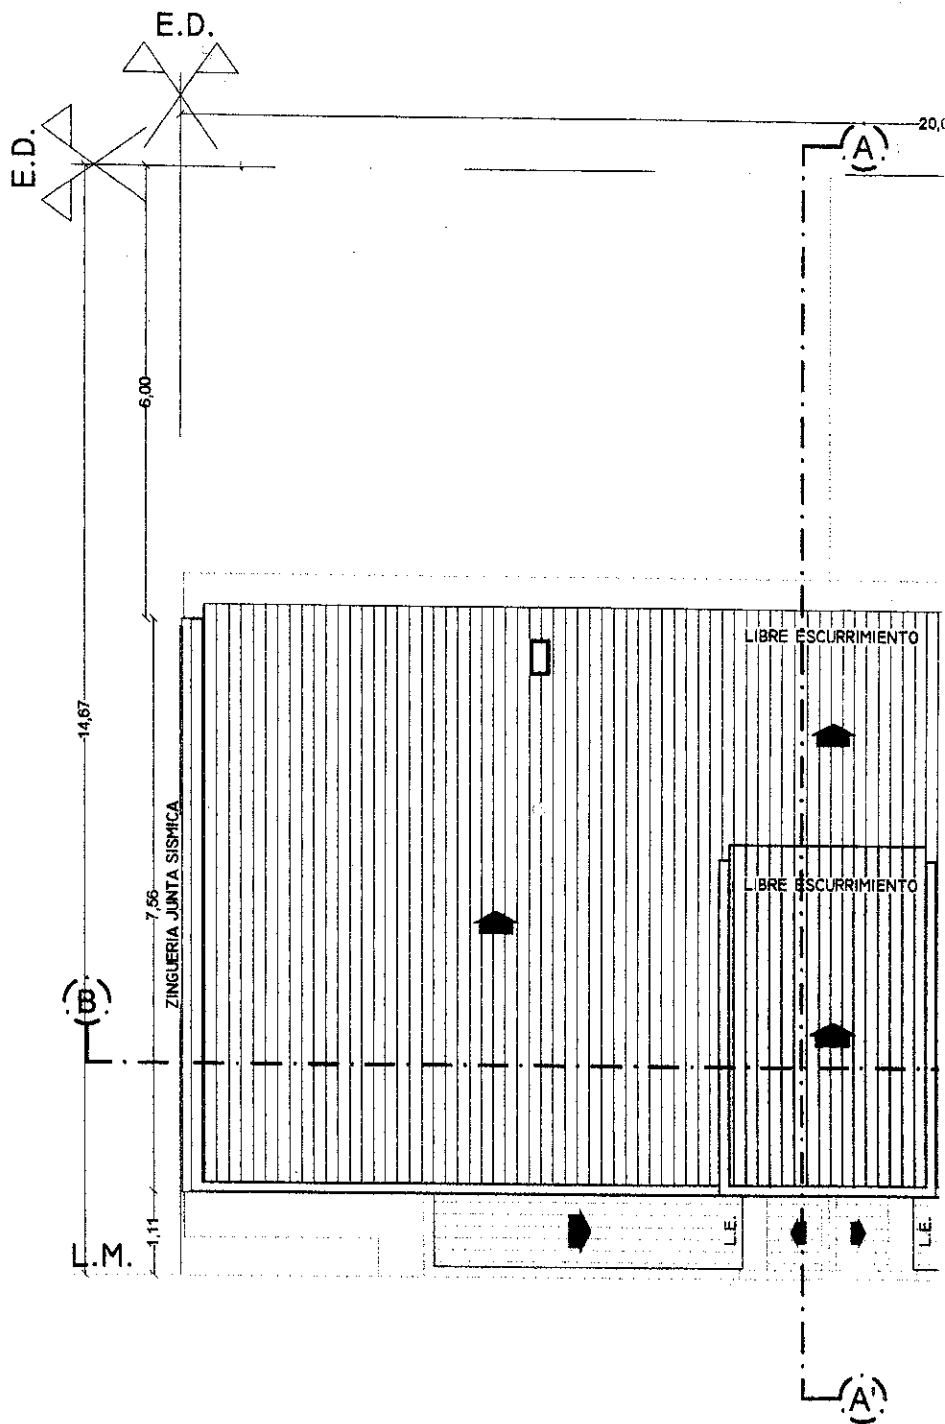 E.D.
E.D.
20,0
A
6,00
LIBRE ESCURRIMIENTO
14,67
ZINGUERIA JUNTA SISMICA
7,56
LIBRE ESCURRIMIENTO
B
1,11
L.E.
L.E.
L.M.
A'